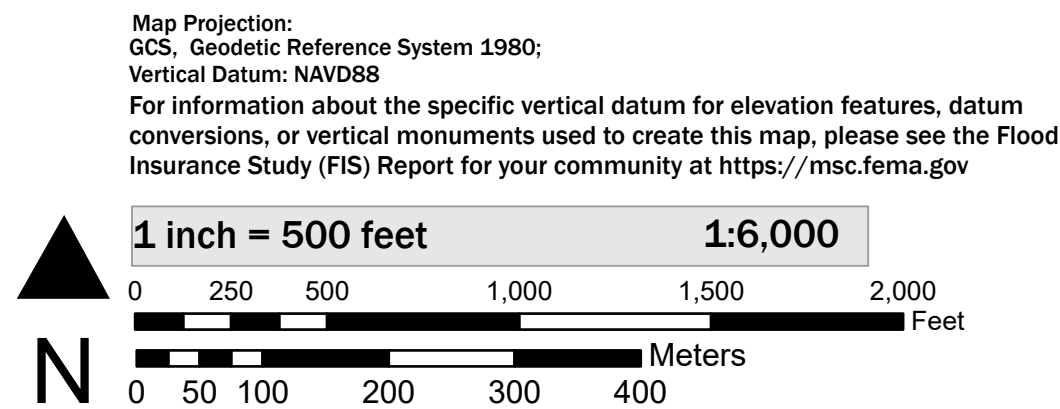 Map Projection:
GCS, Geodetic Reference System 1980;
Vertical Datum: NAVD88
For information about the specific vertical datum for elevation features, datum
conversions, or vertical monuments used to create this map, please see the Flood
Insurance Study (FIS) Report for your community at https://msc.fema.gov
1 inch = 500 feet 1:6,000
0 250 500 1,000 1,500 2,000
Feet
Meters
N
0 50 100 200 300 400